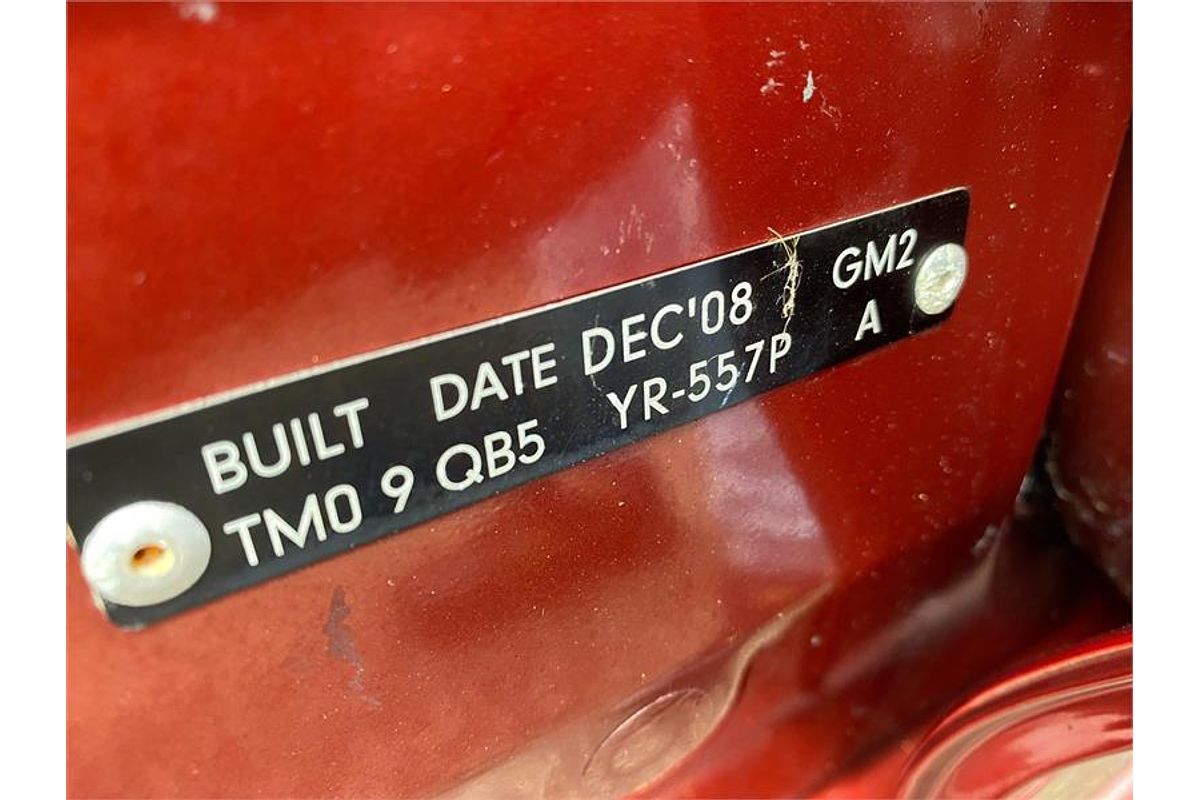 BUILT DATE DEC'08 GM2
TM0 9 QB5 YR-557P A